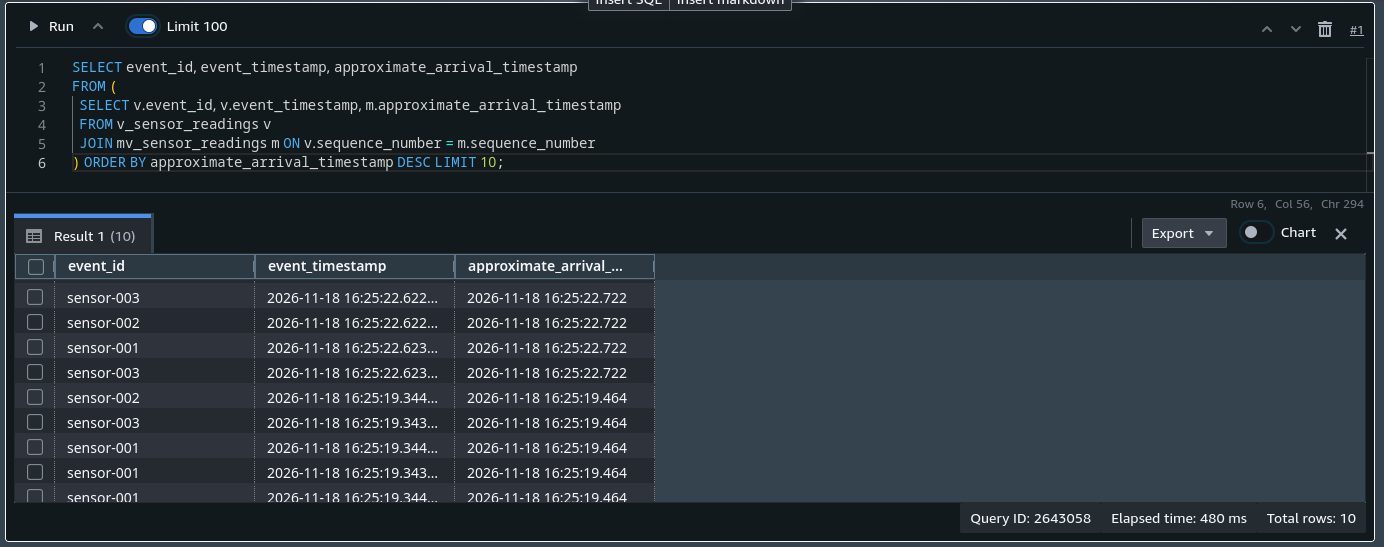 Insert SQL Insert markdown
Run Limit 100 #1
1 SELECT event_id, event_timestamp, approximate_arrival_timestamp
2 FROM (
3 SELECT v.event_id, v.event_timestamp, m.approximate_arrival_timestamp
4 FROM v_sensor_readings v
5 JOIN mv_sensor_readings m ON v.sequence_number = m.sequence_number
6 ) ORDER BY approximate_arrival_timestamp DESC LIMIT 10;
Row 6, Col 56, Chr 294
Result 1 (10) Export Chart
event_id event_timestamp approximate_arrival_...
sensor-003 2026-11-18 16:25:22.622... 2026-11-18 16:25:22.722
sensor-002 2026-11-18 16:25:22.622... 2026-11-18 16:25:22.722
sensor-001 2026-11-18 16:25:22.623... 2026-11-18 16:25:22.722
sensor-003 2026-11-18 16:25:22.623... 2026-11-18 16:25:22.722
sensor-002 2026-11-18 16:25:19.344... 2026-11-18 16:25:19.464
sensor-003 2026-11-18 16:25:19.343... 2026-11-18 16:25:19.464
sensor-001 2026-11-18 16:25:19.344... 2026-11-18 16:25:19.464
sensor-001 2026-11-18 16:25:19.343... 2026-11-18 16:25:19.464
sensor-001 2026-11-18 16:25:19.344... 2026-11-18 16:25:19.464
Query ID: 2643058 Elapsed time: 480 ms Total rows: 10